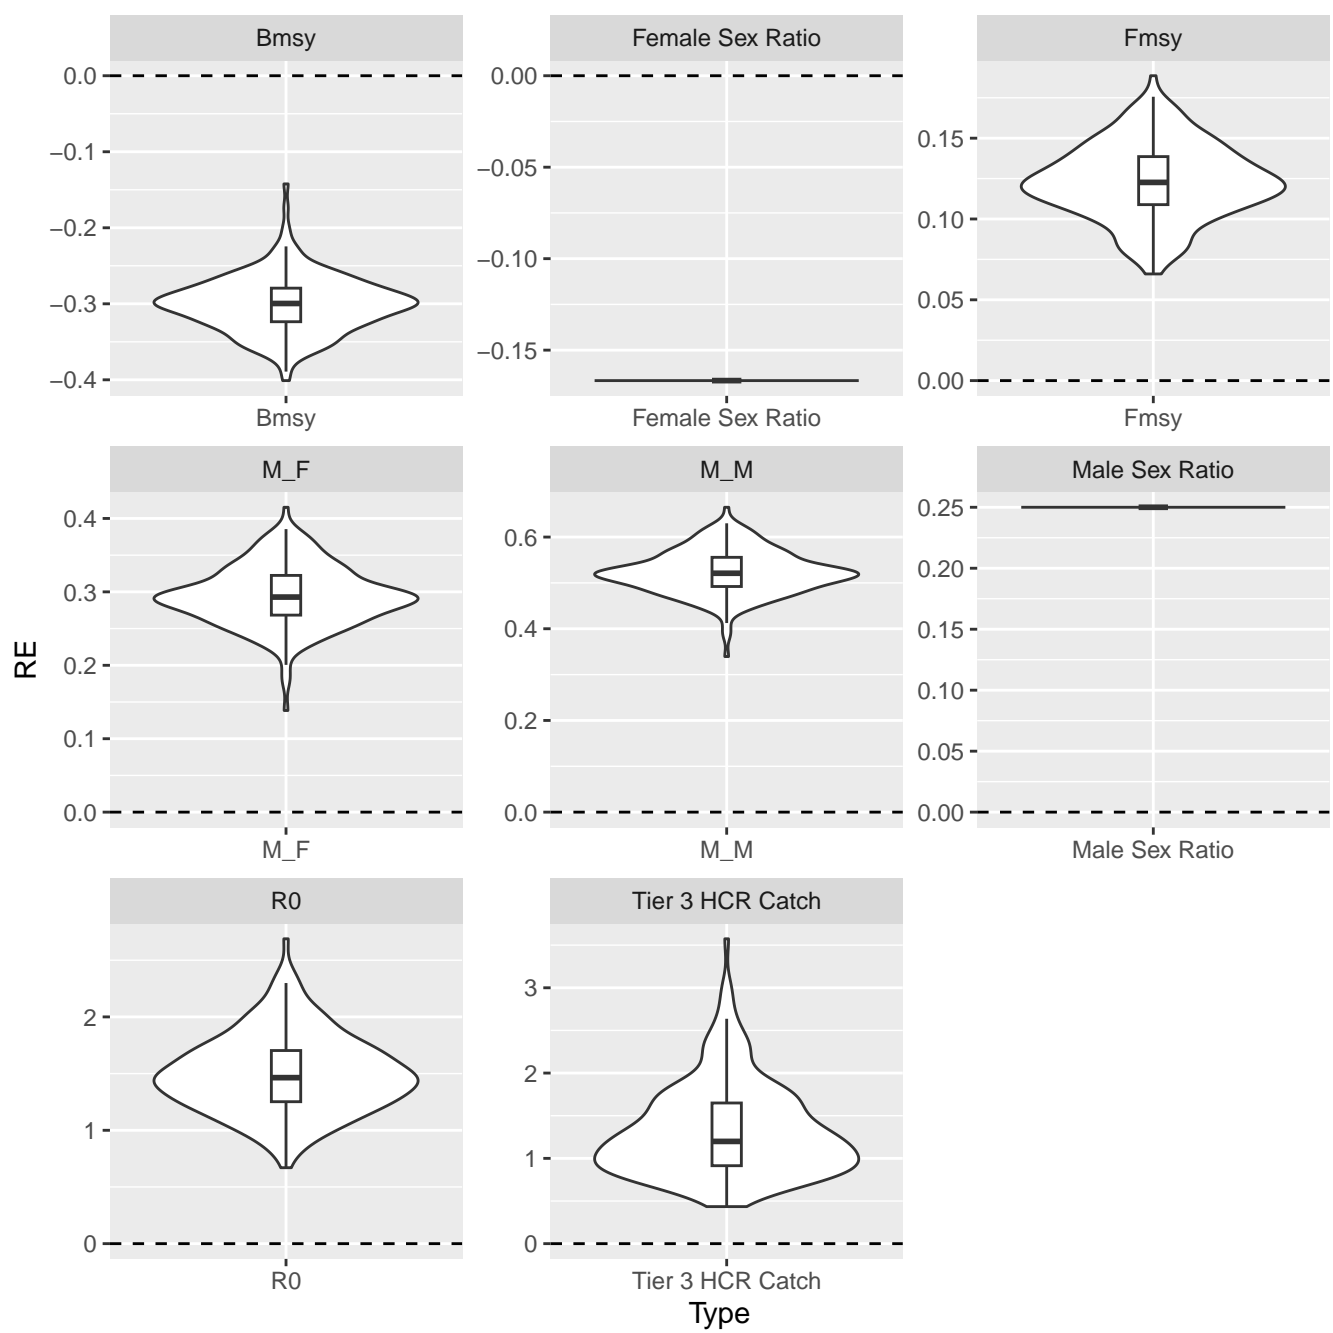 Bmsy
Female Sex Ratio
Fmsy
0.0
−0.1
−0.2
−0.3
−0.4
0.00
−0.05
−0.10
−0.15
0.15
0.10
0.05
0.00
Bmsy
Female Sex Ratio
Fmsy
M_F
M_M
Male Sex Ratio
RE
0.4
0.3
0.2
0.1
0.0
0.6
0.4
0.2
0.0
0.25
0.20
0.15
0.10
0.05
0.00
M_F
M_M
Male Sex Ratio
R0
Tier 3 HCR Catch
2
1
0
3
2
1
0
R0
Tier 3 HCR Catch
Type